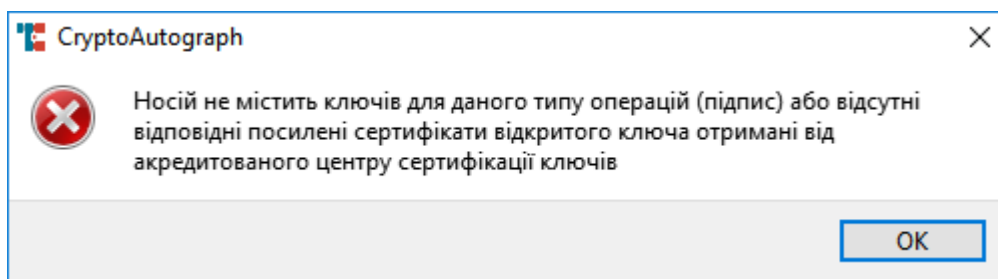 CryptoAutograph
Носій не містить ключів для даного типу операцій (підпис) або відсутні
відповідні посилені сертифікати відкритого ключа отримані від
акредитованого центру сертифікації ключів
OK